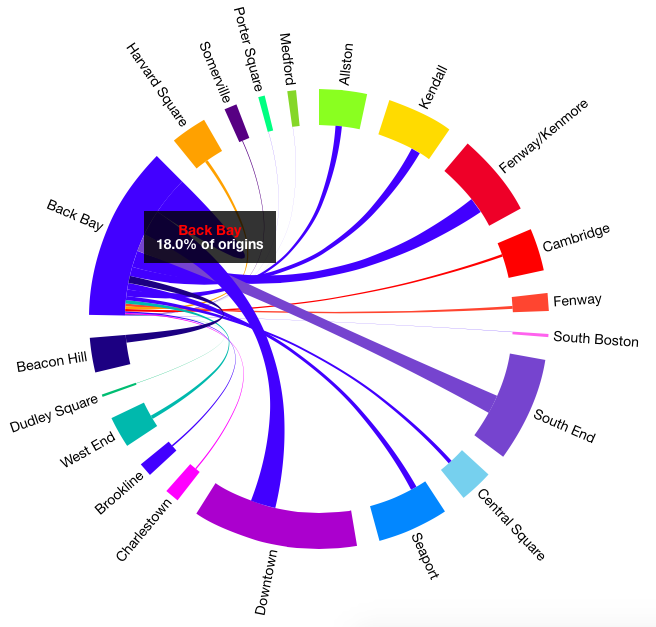 Medford
Allston
Kendall
Fenway/Kenmore
Cambridge
Fenway
South Boston
South End
Central Square
Seaport
Downtown
Charlestown
Brookline
West End
Dudley Square
Beacon Hill
Back Bay
Harvard Square
Somerville
Porter Square
Back Bay
18.0% of origins